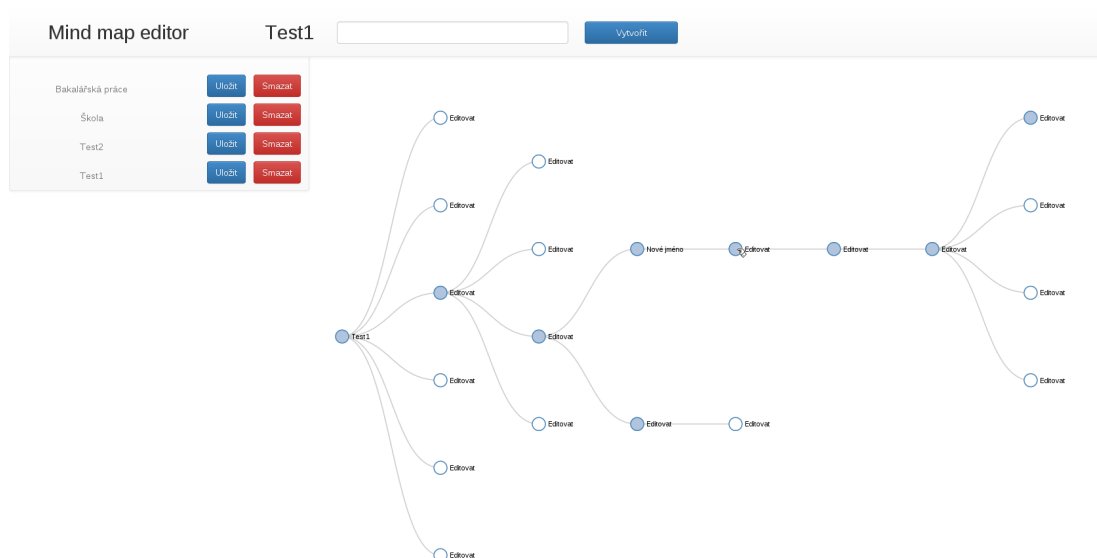 Mind map editor Test1 Vytvořit
Bakalářská práce Uložit Smazat
Škola Uložit Smazat
Test2 Uložit Smazat
Test1 Uložit Smazat
Editovat Editovat
Editovat
Editovat Editovat
Editovat Nové jméno Editovat Editovat Editovat
Editovat Editovat
Test1 Editovat
Editovat Editovat
Editovat Editovat Editovat
Editovat
Editovat